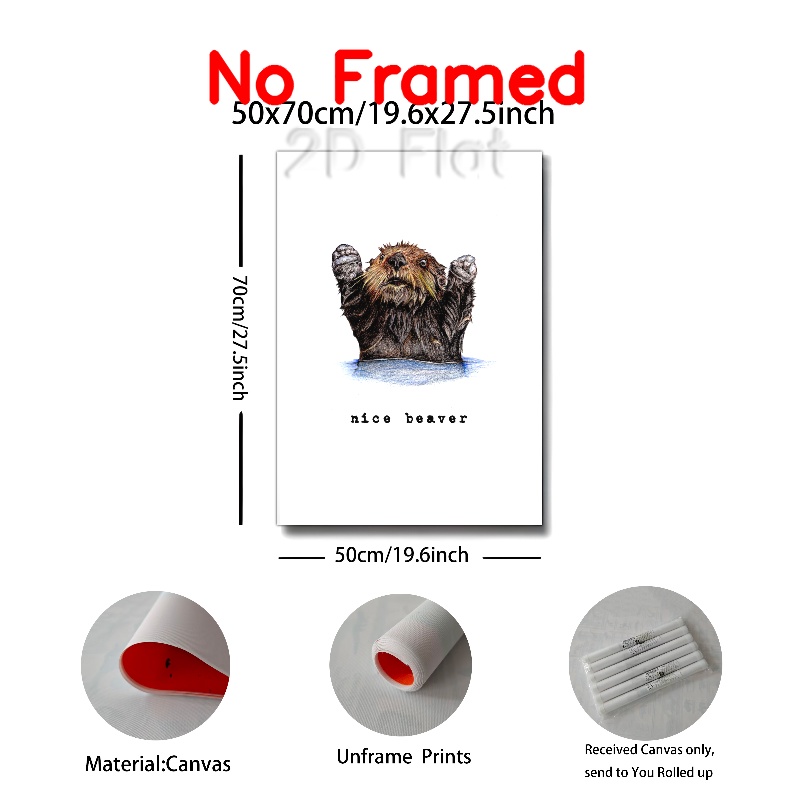 No Framed
50x70cm/19.6x27.5inch
2D Flat
70cm/27.5inch
nice beaver
50cm/19.6inch
Material:Canvas
Unframe Prints
Received Canvas only,
send to You Rolled up